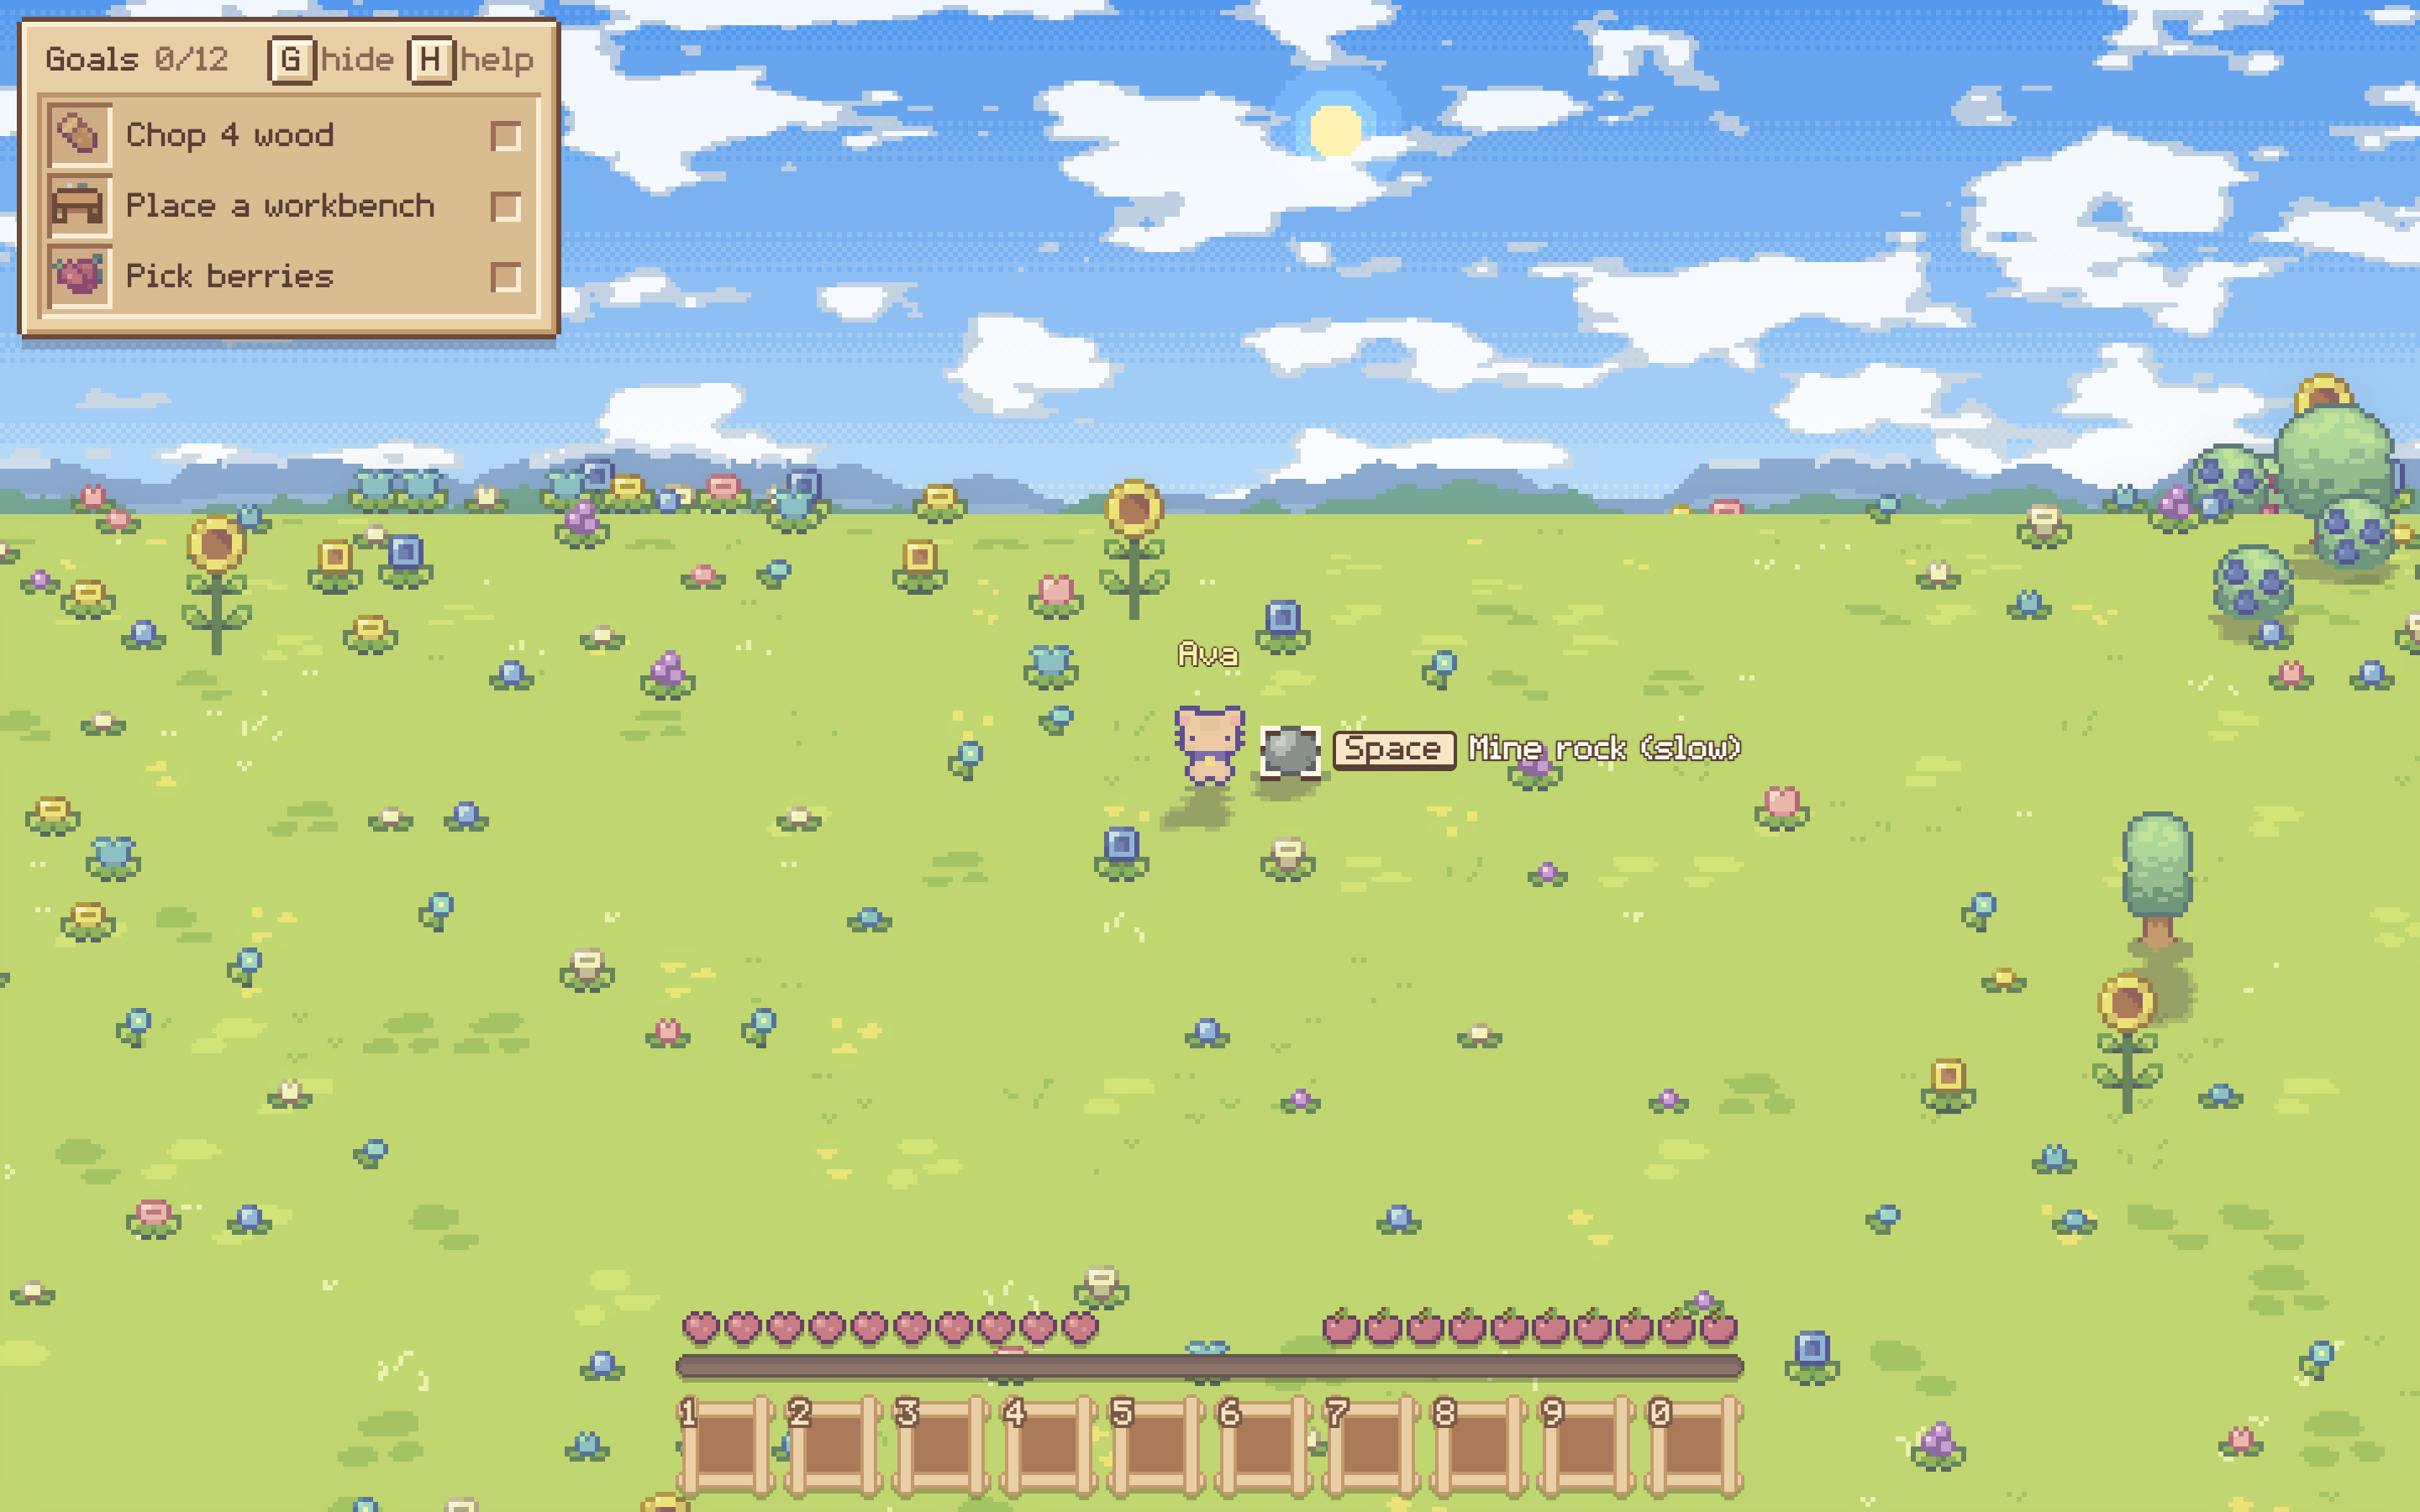 Goals 0/12 G hide H help
Chop 4 wood
Place a workbench
Pick berries
Ava
Space Mine rock (slow)
1 2 3 4 5 6 7 8 9 0